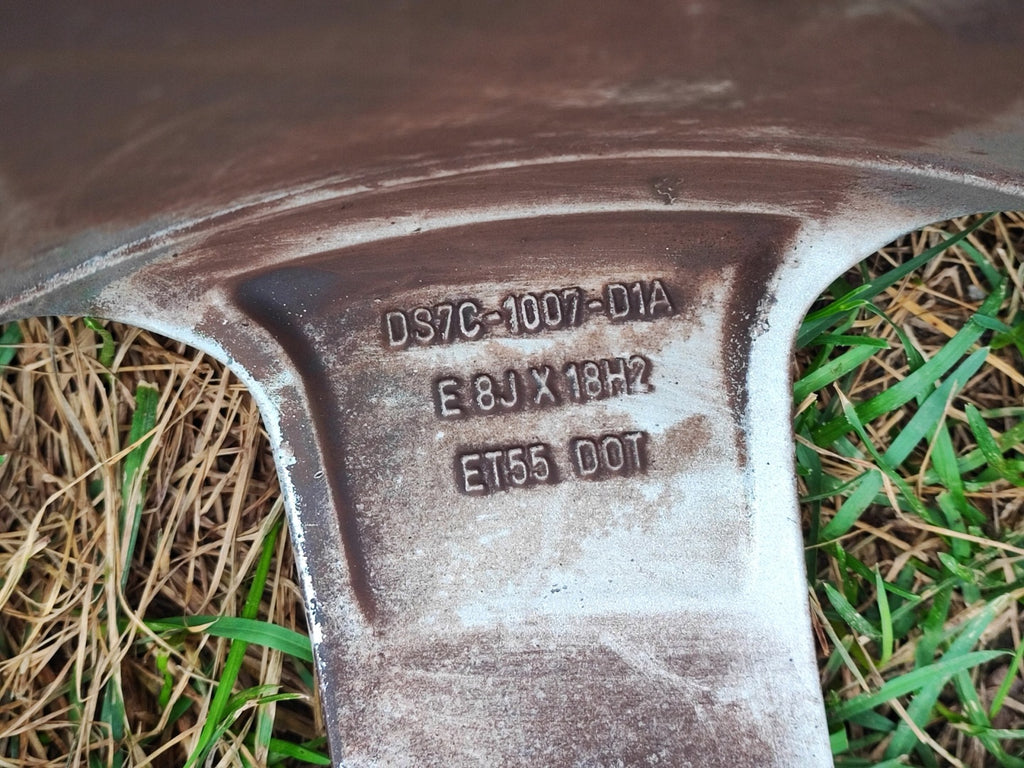 DS7C-1007-D1A
E 8J X 18H2
ET55 DOT